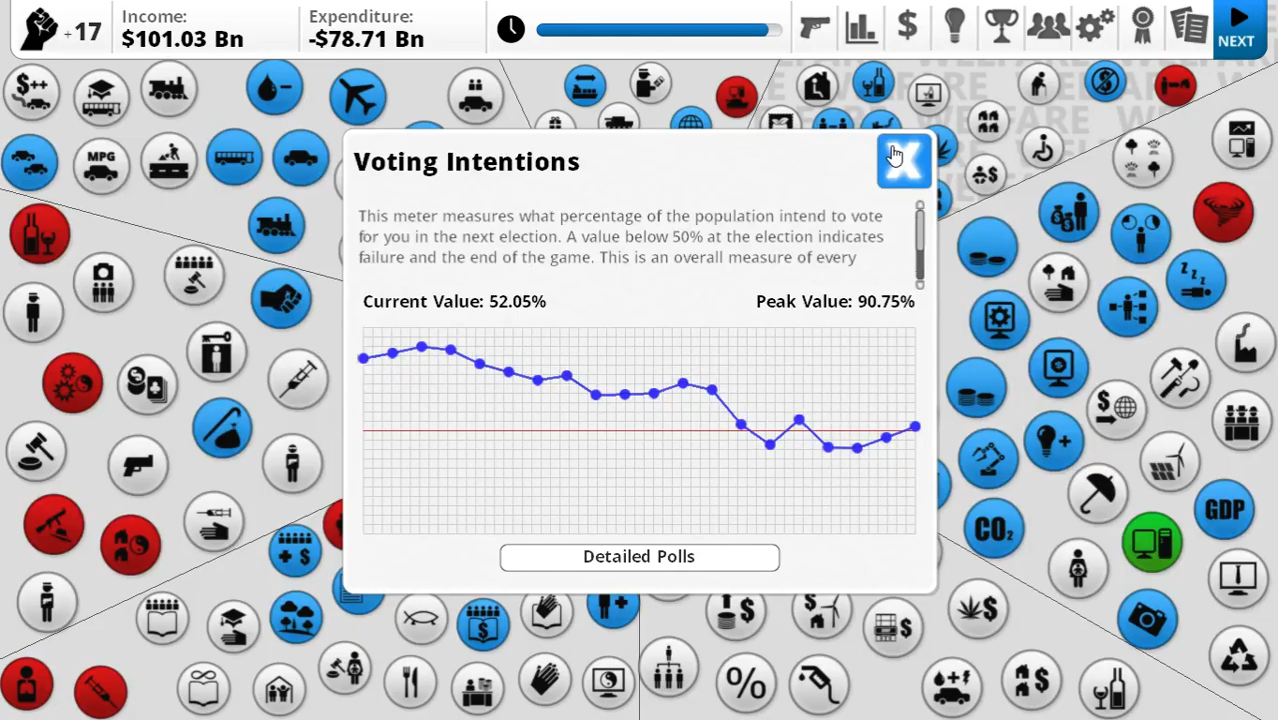 Income:
Expenditure:
+17
$101.03 Bn
-$78.71 Bn
NEXT
$++
WELFARE
MPG
Voting Intentions
X
This meter measures what percentage of the population intend to vote
for you in the next election. A value below 50% at the election indicates
failure and the end of the game. This is an overall measure of every
Current Value: 52.05%
Peak Value: 90.75%
GDP
CO₂
Detailed Polls
%